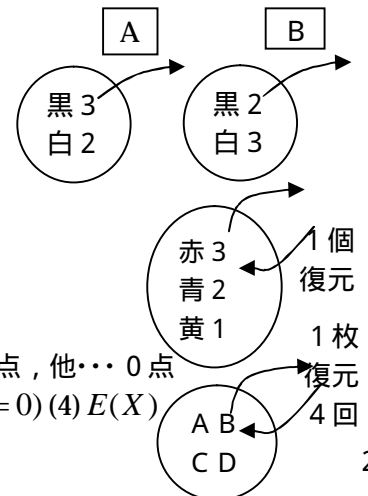 A B
黒 3 黒 2
白 2 白 3
赤 3 1 個
青 2 復元
黄 1
1 枚
点 , 他・・・ 0 点 復元
= 0) (4) E(X) 4 回
A B
C D
2